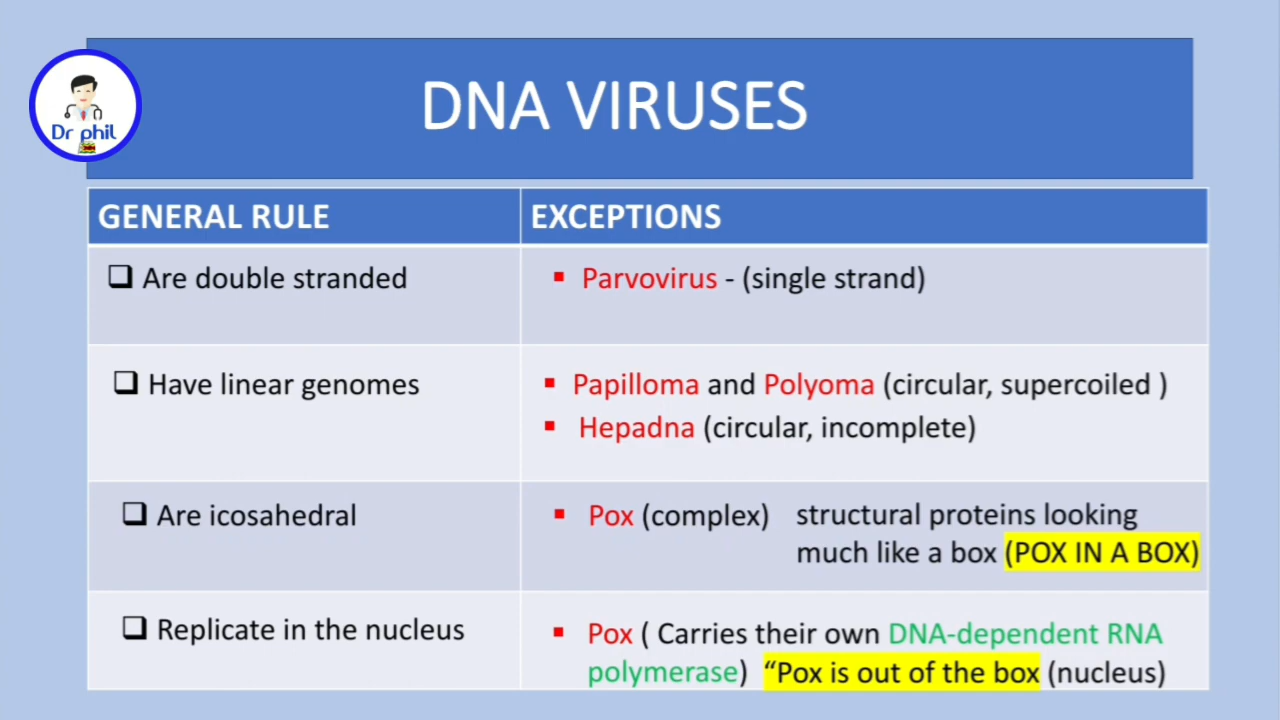 Dr phil
DNA VIRUSES
GENERAL RULE
EXCEPTIONS
Are double stranded
Parvovirus - (single strand)
Have linear genomes
Papilloma and Polyoma (circular, supercoiled )
Hepadna (circular, incomplete)
Are icosahedral
Pox (complex) structural proteins looking
much like a box (POX IN A BOX)
Replicate in the nucleus
Pox ( Carries their own DNA-dependent RNA
polymerase) “Pox is out of the box (nucleus)